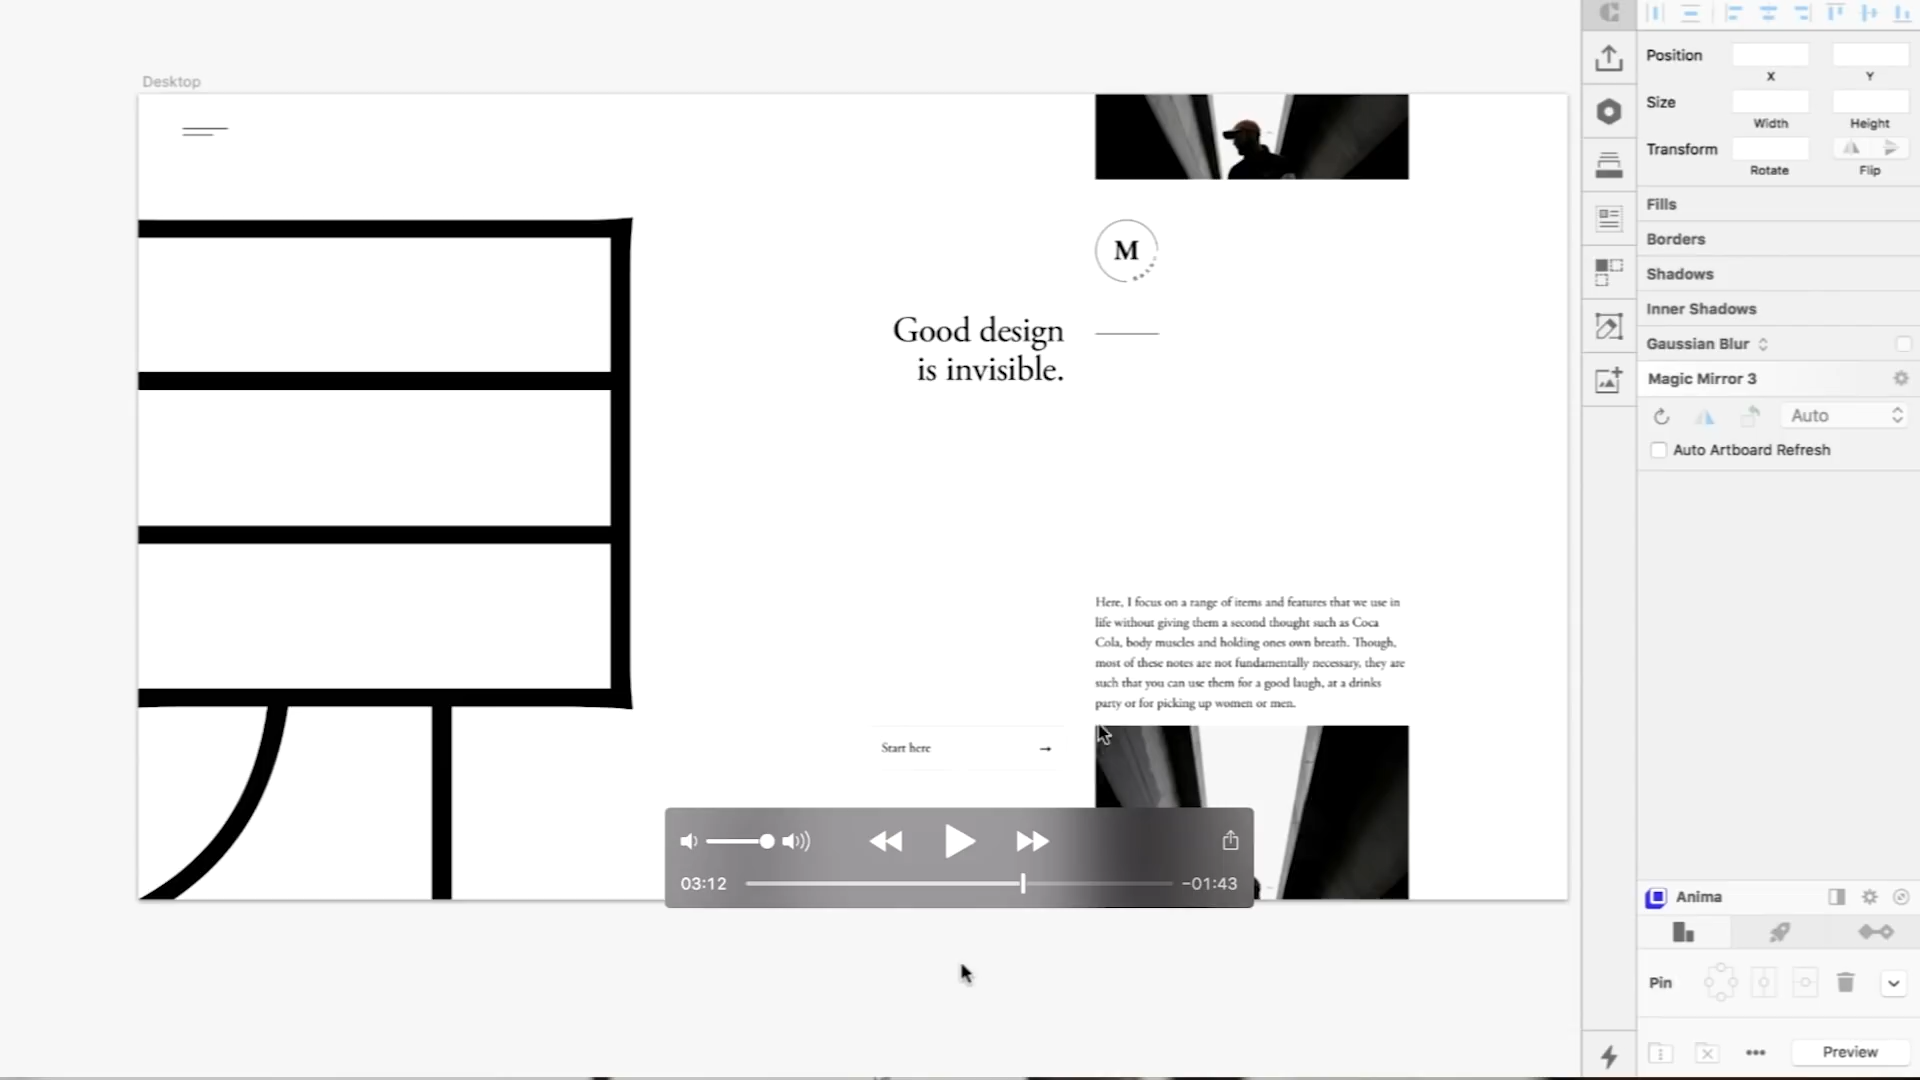 Desktop
M
Good design
is invisible.
Here, I focus on a range of items and features that we use in
life without giving them a second thought such as Coca
Cola, body muscles and holding ones own breath. Though,
most of these notes are not fundamentally necessary, they are
such that you can use them for a good laugh, at a drinks
party or for picking up women or men.
Start here →
03:12 -01:43
Position
X Y
Size
Width Height
Transform
Rotate Flip
Fills
Borders
Shadows
Inner Shadows
Gaussian Blur
Magic Mirror 3
Auto
Auto Artboard Refresh
Anima
Pin
Preview